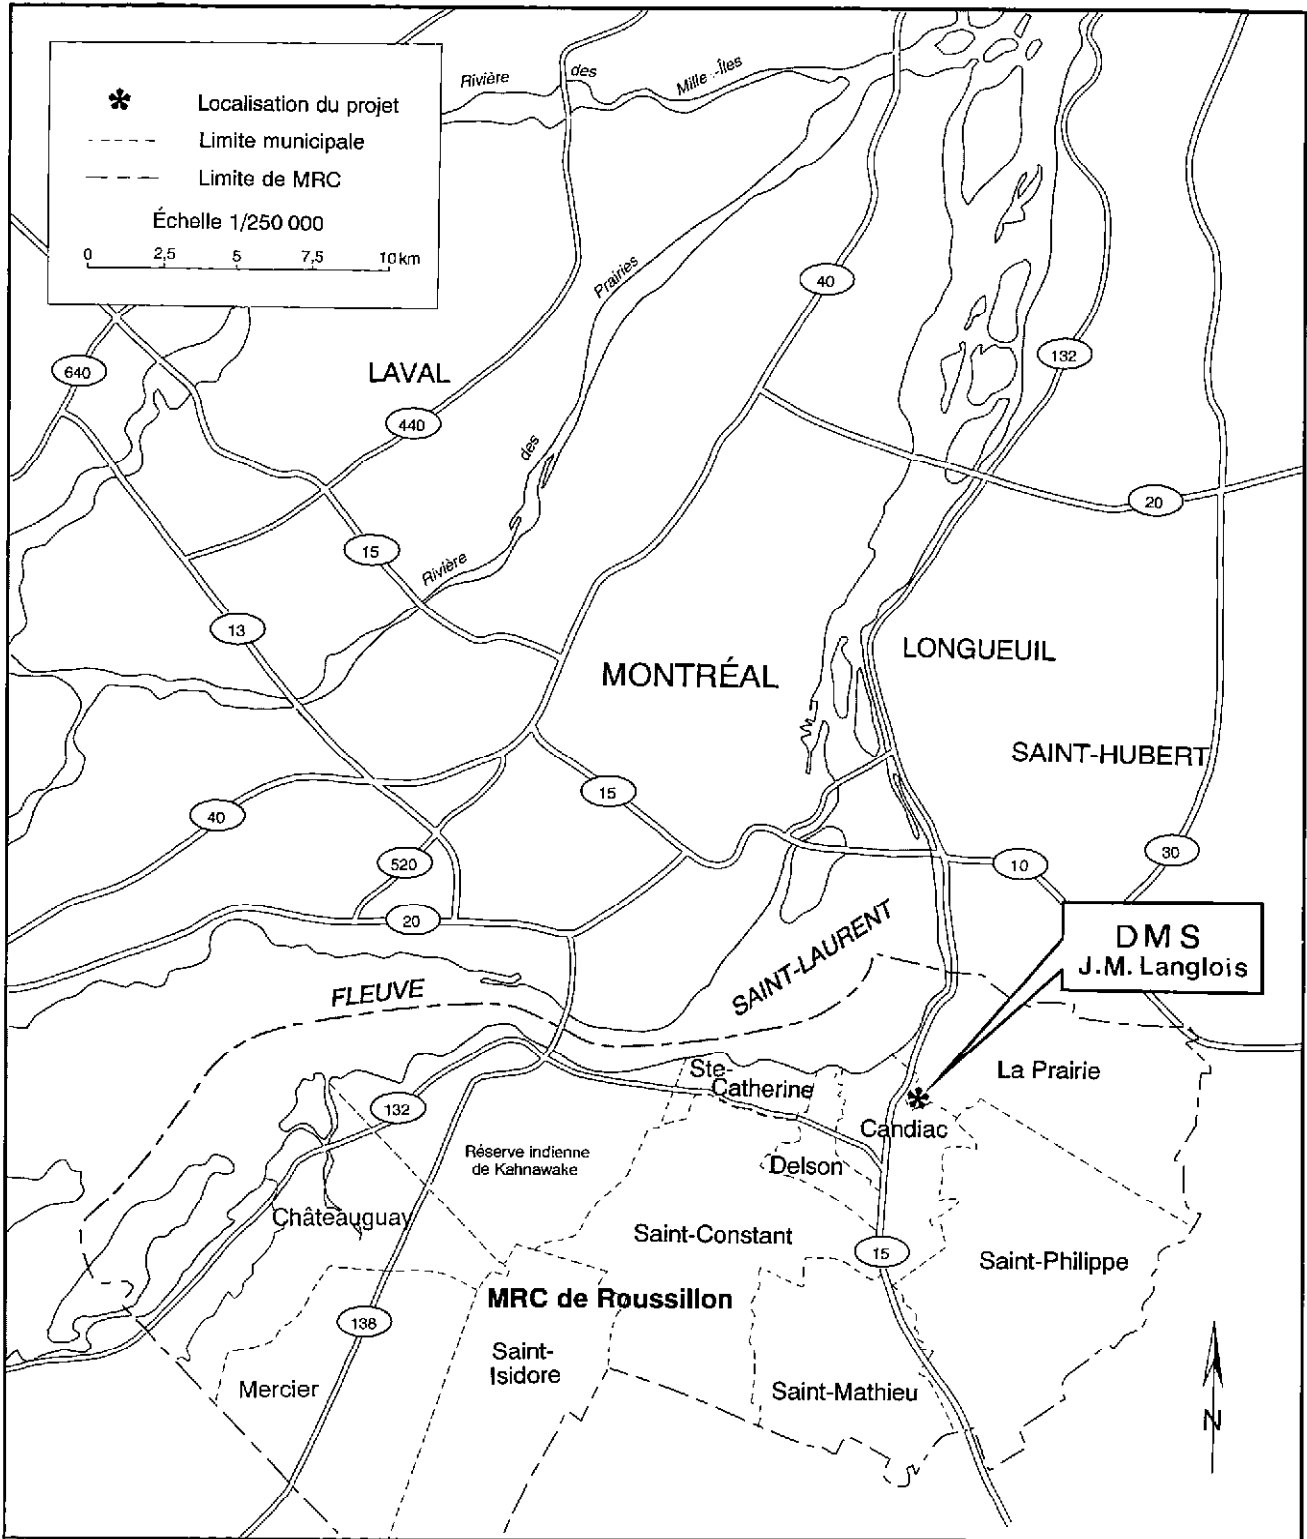 Localisation du projet
Limite municipale
Limite de MRC
Échelle 1/250 000
0 2,5 5 7,5 10 km
Rivière des Mille-Îles
40
Rivière des Prairies
132
640
LAVAL
440
20
15
13
LONGUEUIL
MONTRÉAL
SAINT-HUBERT
15
40
30
520
10
20
DMS
J.M. Langlois
FLEUVE SAINT-LAURENT
Ste-
Catherine
La Prairie
132
Candiac
Réserve indienne
de Kahnawake
Delson
Châteauguay
Saint-Constant
15
Saint-Philippe
MRC de Roussillon
138
Saint-
Isidore
Mercier
Saint-Mathieu
N